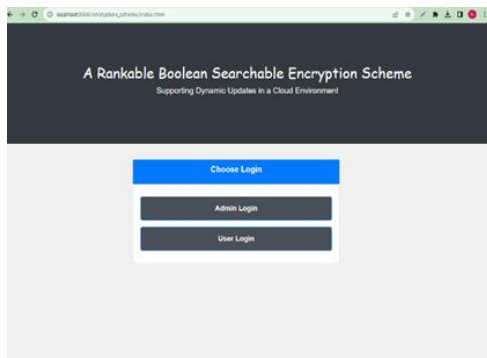 A Rankable Boolean Searchable Encryption Scheme
Supporting Dynamic Updates in a Cloud Environment
Choose Login
Admin Login
User Login